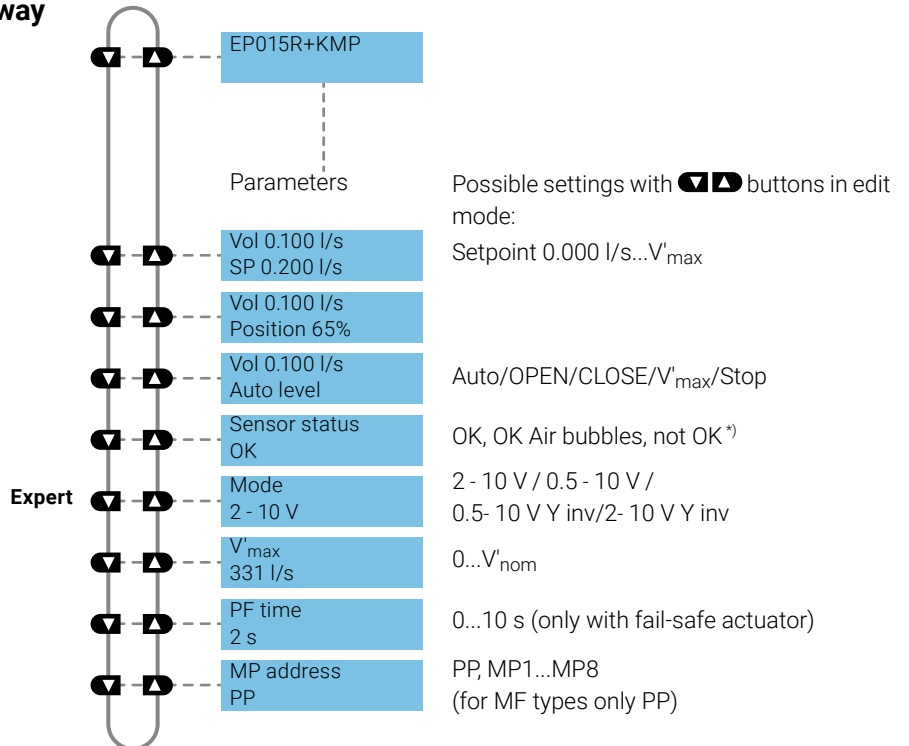 way
EP015R+KMP
Parameters
Possible settings with buttons in edit
mode:
Vol 0.100 l/s
SP 0.200 l/s
Setpoint 0.000 l/s...V'max
Vol 0.100 l/s
Position 65%
Vol 0.100 l/s
Auto level
Auto/OPEN/CLOSE/V'max/Stop
Sensor status
OK
OK, OK Air bubbles, not OK *)
Expert
Mode
2 - 10 V
2 - 10 V / 0.5 - 10 V /
0.5- 10 V Y inv/2- 10 V Y inv
V'max
331 l/s
0...V'nom
PF time
2 s
0...10 s (only with fail-safe actuator)
MP address
PP
PP, MP1...MP8
(for MF types only PP)